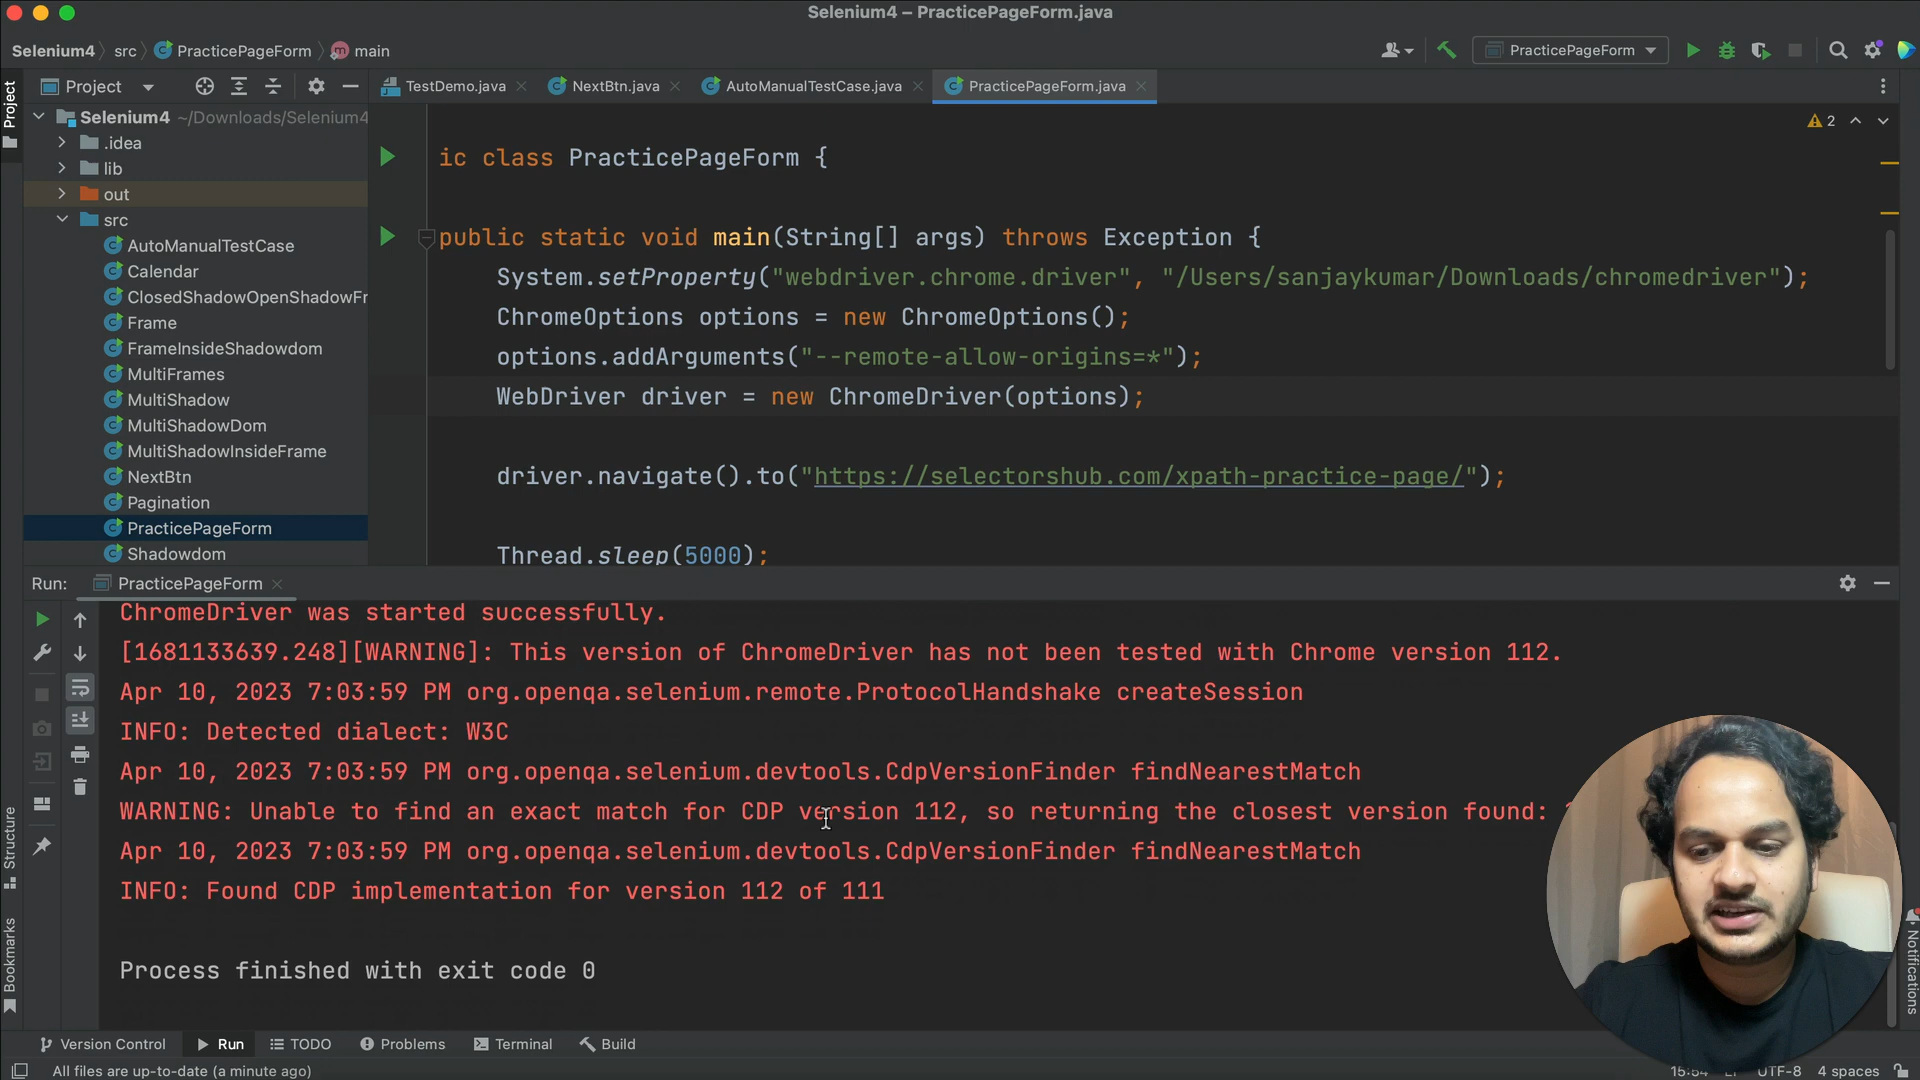 Selenium4 – PracticePageForm.java
Selenium4 src PracticePageForm main
PracticePageForm
Project
Project
TestDemo.java NextBtn.java AutoManualTestCase.java PracticePageForm.java
Selenium4 ~/Downloads/Selenium4
.idea
lib
out
src
AutoManualTestCase
Calendar
ClosedShadowOpenShadowFr
Frame
FrameInsideShadowdom
MultiFrames
MultiShadow
MultiShadowDom
MultiShadowInsideFrame
NextBtn
Pagination
PracticePageForm
Shadowdom
2
ic class PracticePageForm {
public static void main(String[] args) throws Exception {
System.setProperty("webdriver.chrome.driver", "/Users/sanjaykumar/Downloads/chromedriver");
ChromeOptions options = new ChromeOptions();
options.addArguments("--remote-allow-origins=*");
WebDriver driver = new ChromeDriver(options);
driver.navigate().to("https://selectorshub.com/xpath-practice-page/");
Thread.sleep(5000);
Run: PracticePageForm
ChromeDriver was started successfully.
[1681133639.248][WARNING]: This version of ChromeDriver has not been tested with Chrome version 112.
Apr 10, 2023 7:03:59 PM org.openqa.selenium.remote.ProtocolHandshake createSession
INFO: Detected dialect: W3C
Apr 10, 2023 7:03:59 PM org.openqa.selenium.devtools.CdpVersionFinder findNearestMatch
WARNING: Unable to find an exact match for CDP version 112, so returning the closest version found:
Apr 10, 2023 7:03:59 PM org.openqa.selenium.devtools.CdpVersionFinder findNearestMatch
INFO: Found CDP implementation for version 112 of 111
Process finished with exit code 0
Structure
Bookmarks
Notifications
Version Control Run TODO Problems Terminal Build
All files are up-to-date (a minute ago)
15:54 UTF-8 4 spaces